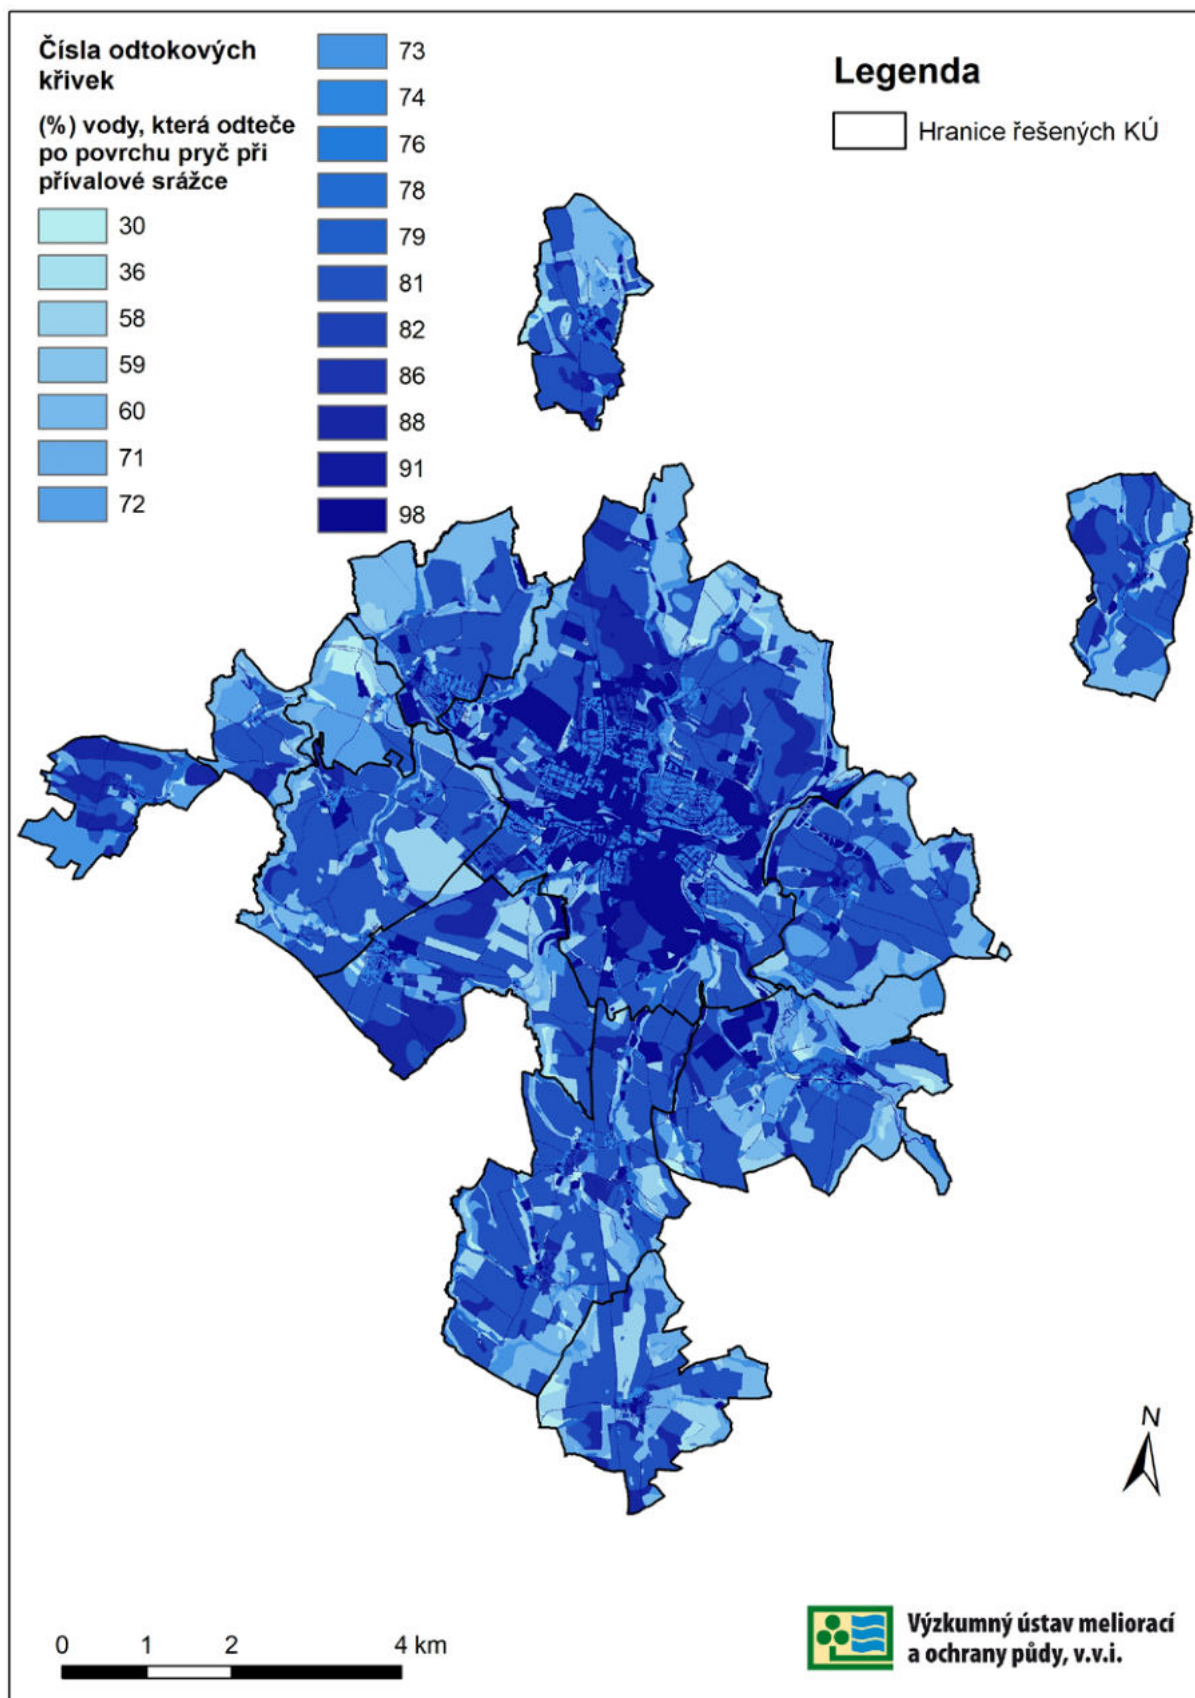 Čísla odtokových
křivek
(%) vody, která odteče
po povrchu pryč při
přívalové srážce
30
36
58
59
60
71
72
73
74
76
78
79
81
82
86
88
91
98
Legenda
Hranice řešených KÚ
N
0 1 2 4 km
Výzkumný ústav meliorací
a ochrany půdy, v.v.i.